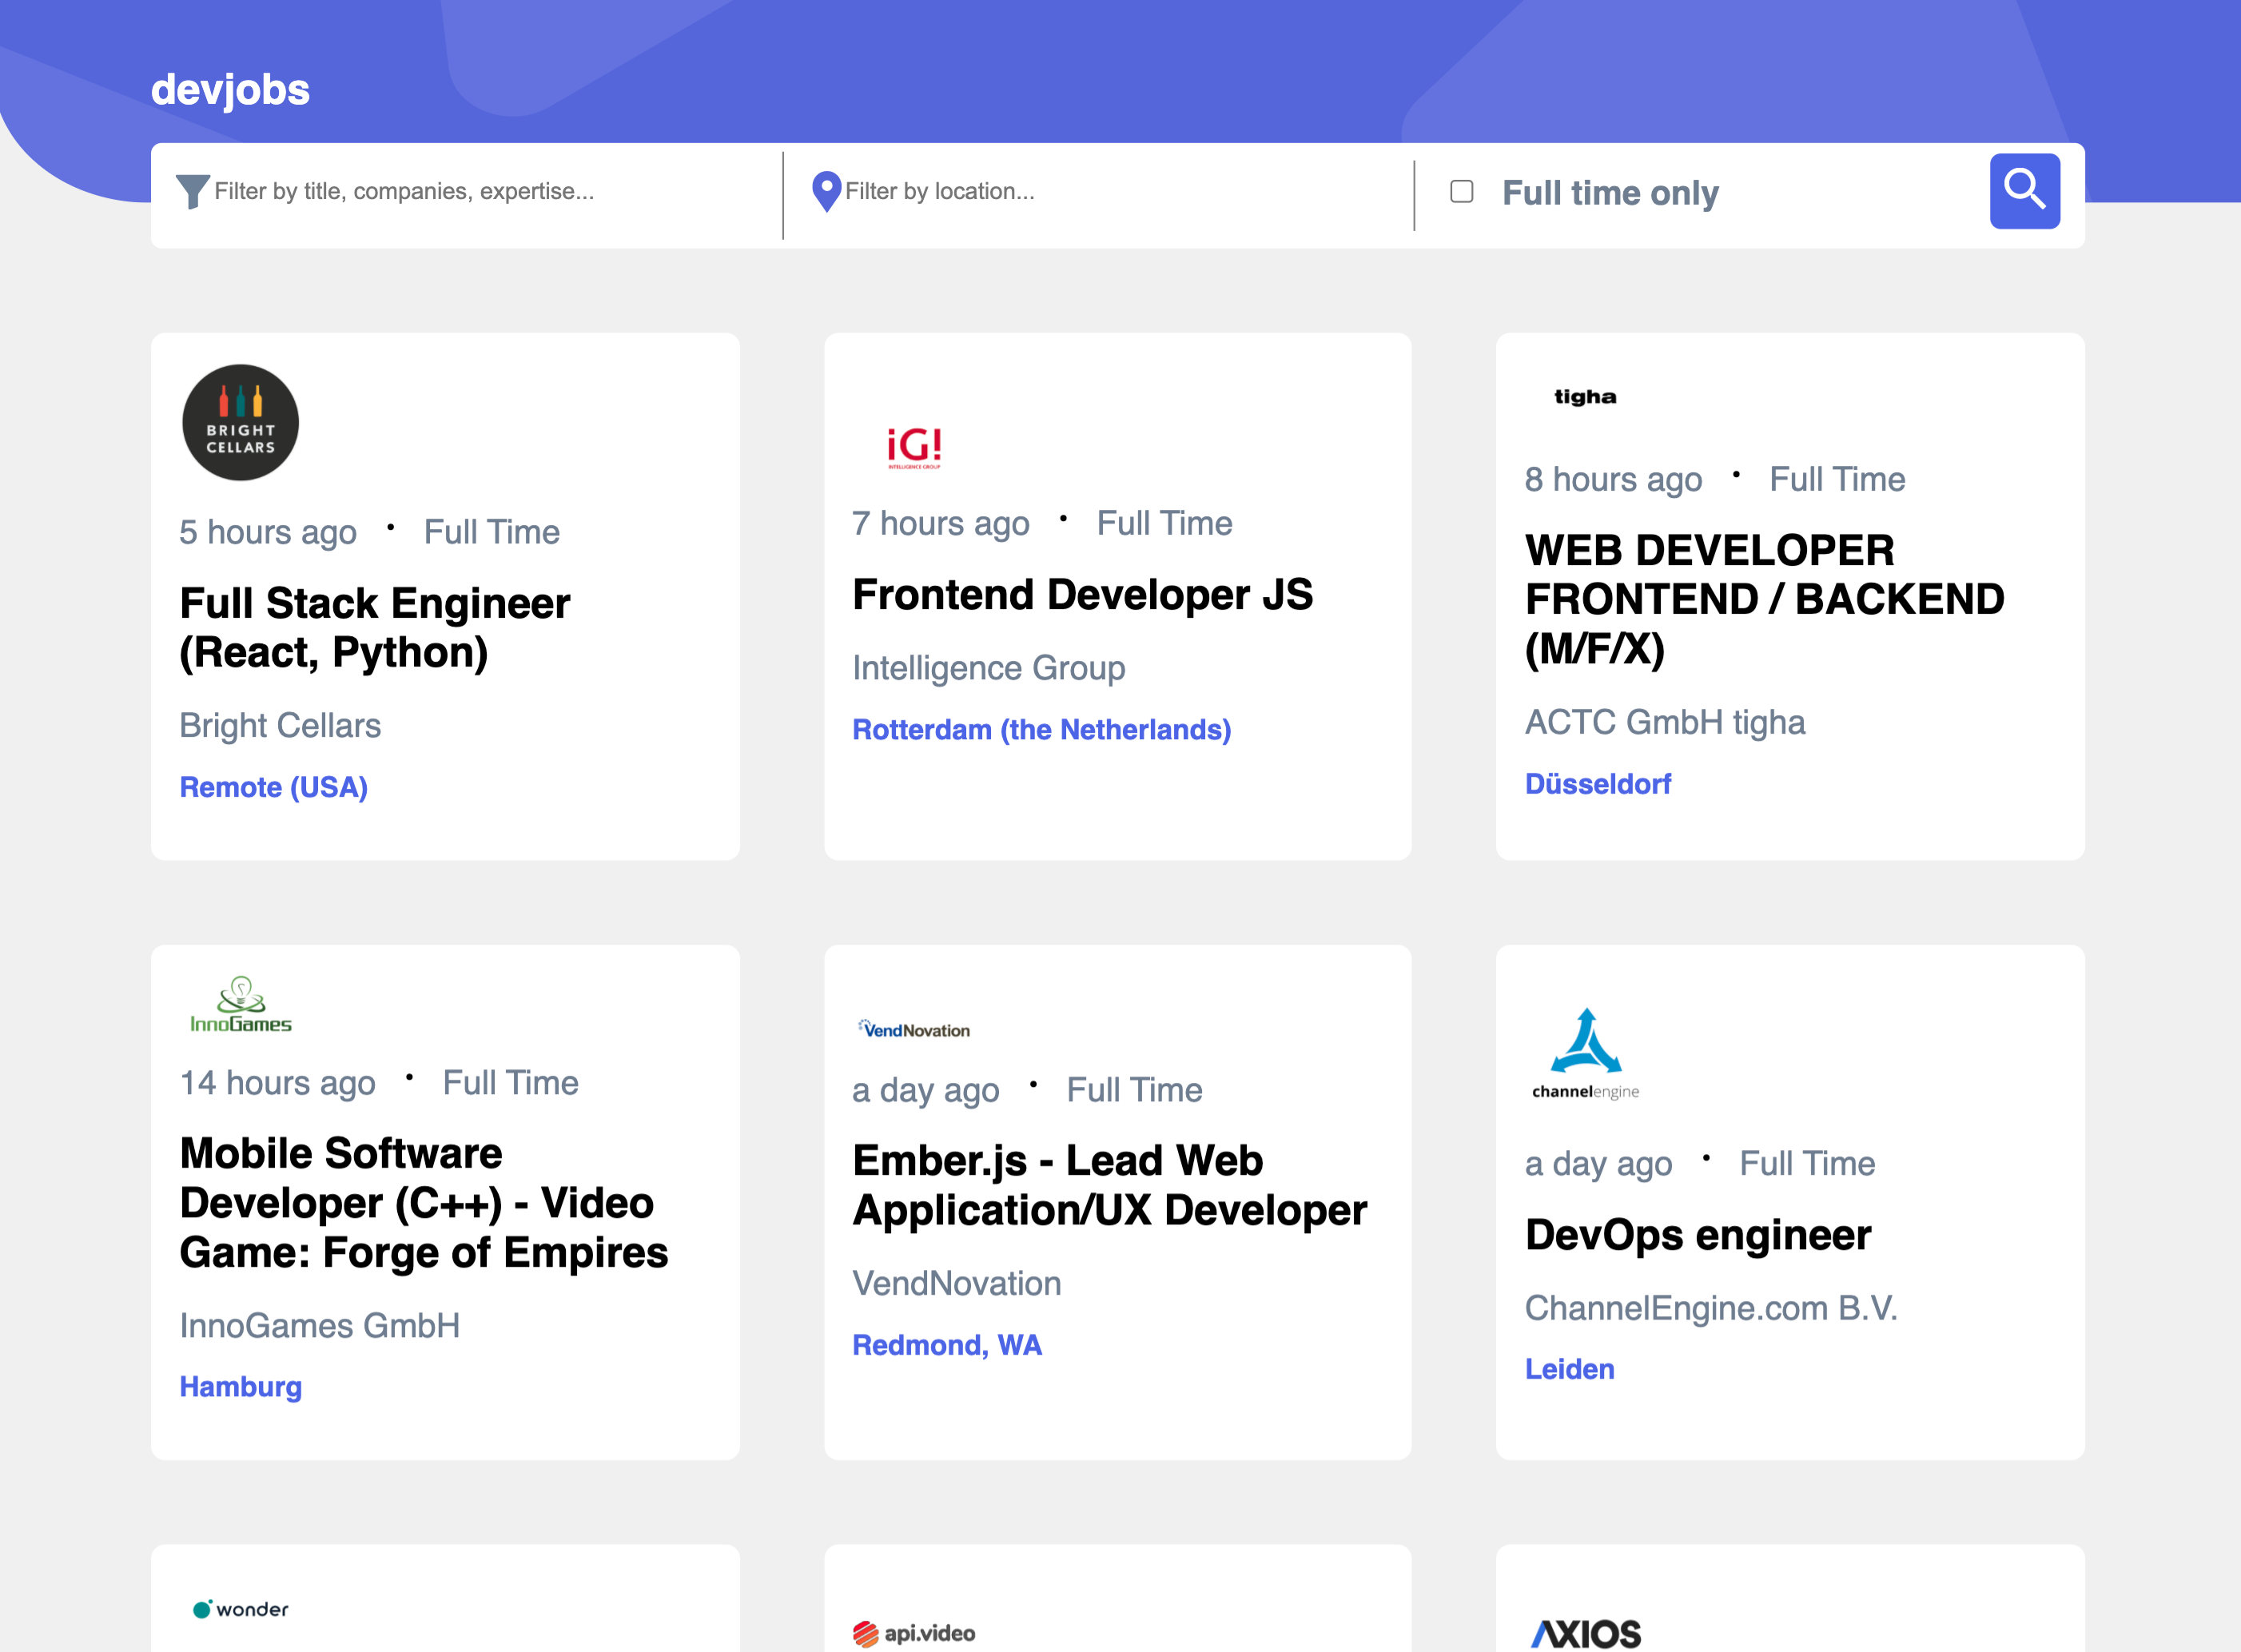 devjobs
Filter by title, companies, expertise...
Filter by location...
Full time only
BRIGHT
CELLARS
5 hours ago • Full Time
Full Stack Engineer
(React, Python)
Bright Cellars
Remote (USA)
iG!
INTELLIGENCE GROUP
7 hours ago • Full Time
Frontend Developer JS
Intelligence Group
Rotterdam (the Netherlands)
tigha
8 hours ago • Full Time
WEB DEVELOPER
FRONTEND / BACKEND
(M/F/X)
ACTC GmbH tigha
Düsseldorf
InnoGames
14 hours ago • Full Time
Mobile Software
Developer (C++) - Video
Game: Forge of Empires
InnoGames GmbH
Hamburg
VendNovation
a day ago • Full Time
Ember.js - Lead Web
Application/UX Developer
VendNovation
Redmond, WA
channelengine
a day ago • Full Time
DevOps engineer
ChannelEngine.com B.V.
Leiden
wonder
api.video
AXIOS